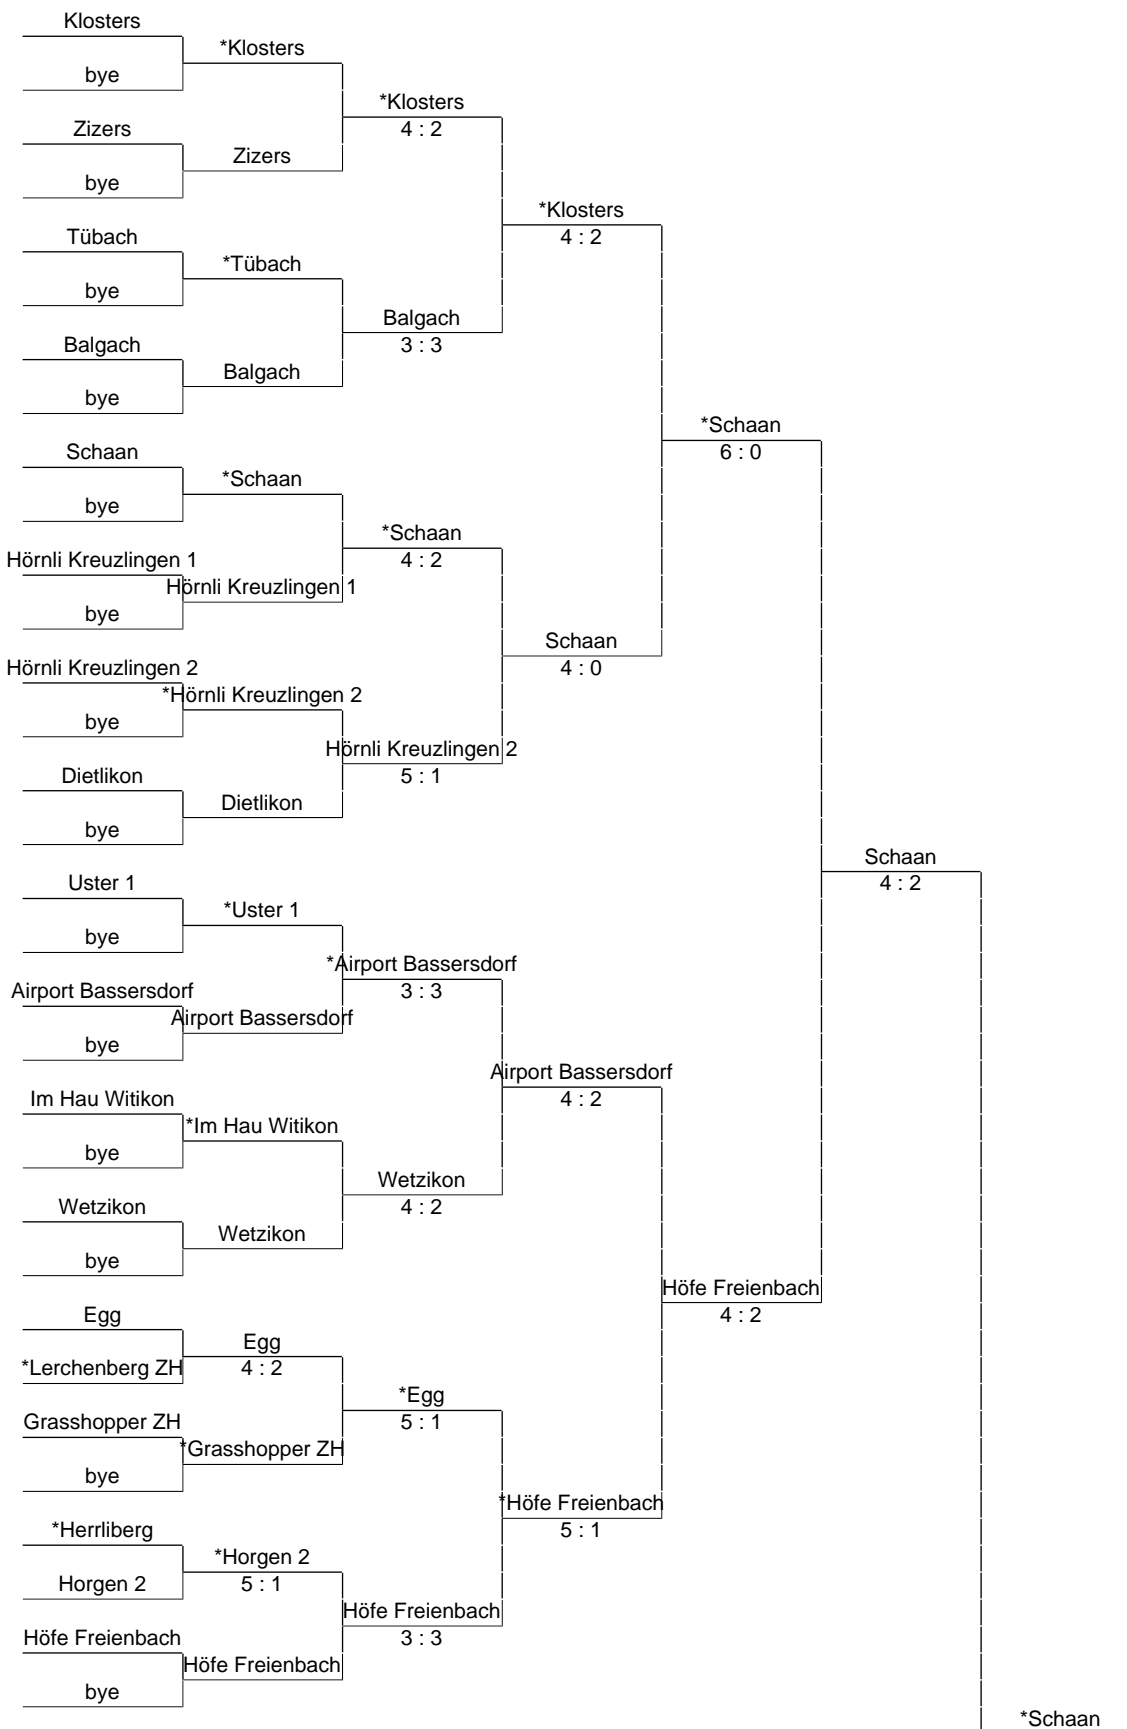 Klosters
*Klosters
bye
*Klosters
4 : 2
Zizers
Zizers
bye
*Klosters
4 : 2
Tübach
*Tübach
bye
Balgach
3 : 3
Balgach
Balgach
bye
*Schaan
6 : 0
Schaan
*Schaan
bye
*Schaan
4 : 2
Hörnli Kreuzlingen 1
Hörnli Kreuzlingen 1
bye
Schaan
4 : 0
Hörnli Kreuzlingen 2
*Hörnli Kreuzlingen 2
bye
Hörnli Kreuzlingen 2
5 : 1
Dietlikon
Dietlikon
bye
Schaan
4 : 2
Uster 1
*Uster 1
bye
*Airport Bassersdorf
3 : 3
Airport Bassersdorf
Airport Bassersdorf
bye
Airport Bassersdorf
4 : 2
Im Hau Witikon
*Im Hau Witikon
bye
Wetzikon
4 : 2
Wetzikon
Wetzikon
bye
Höfe Freienbach
4 : 2
Egg
Egg
4 : 2
*Lerchenberg ZH
*Egg
5 : 1
Grasshopper ZH
*Grasshopper ZH
bye
*Höfe Freienbach
5 : 1
*Herrliberg
*Horgen 2
5 : 1
Horgen 2
Höfe Freienbach
3 : 3
Höfe Freienbach
Höfe Freienbach
bye
*Schaan